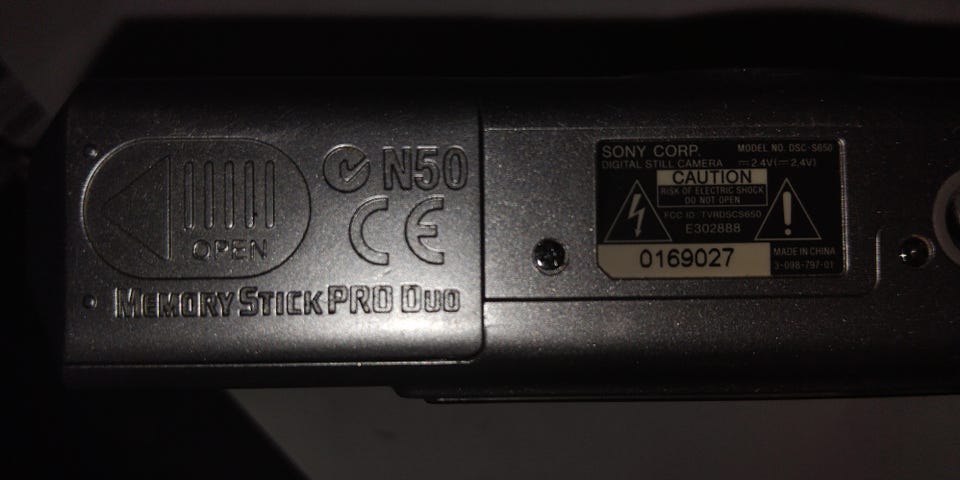 N50
CE
OPEN
MEMORY STICK PRO DUO
SONY CORP. MODEL NO. DSC-S650
DIGITAL STILL CAMERA ⎓2.4V(⎓2.4V)
CAUTION
RISK OF ELECTRIC SHOCK
DO NOT OPEN
FCC ID: TVRDSCS650
E302888
0169027
MADE IN CHINA
3-098-797-01